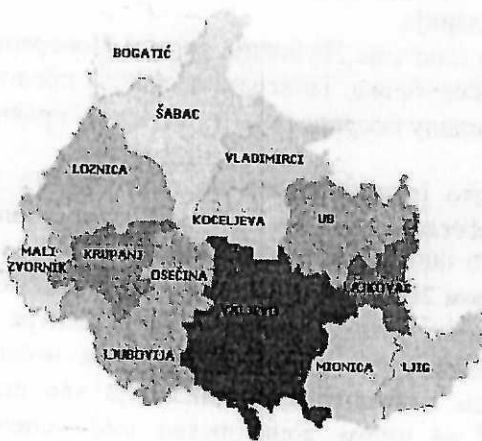 BOGATIĆ
ŠABAC
VLADIMIRCI
LOZNICA
KOCELJEVA
UB
MALI
ZVORNIK
KRUPANJ
OSEČINA
LAJKOVAC
LJUBOVIJA
MIONICA
LJIG